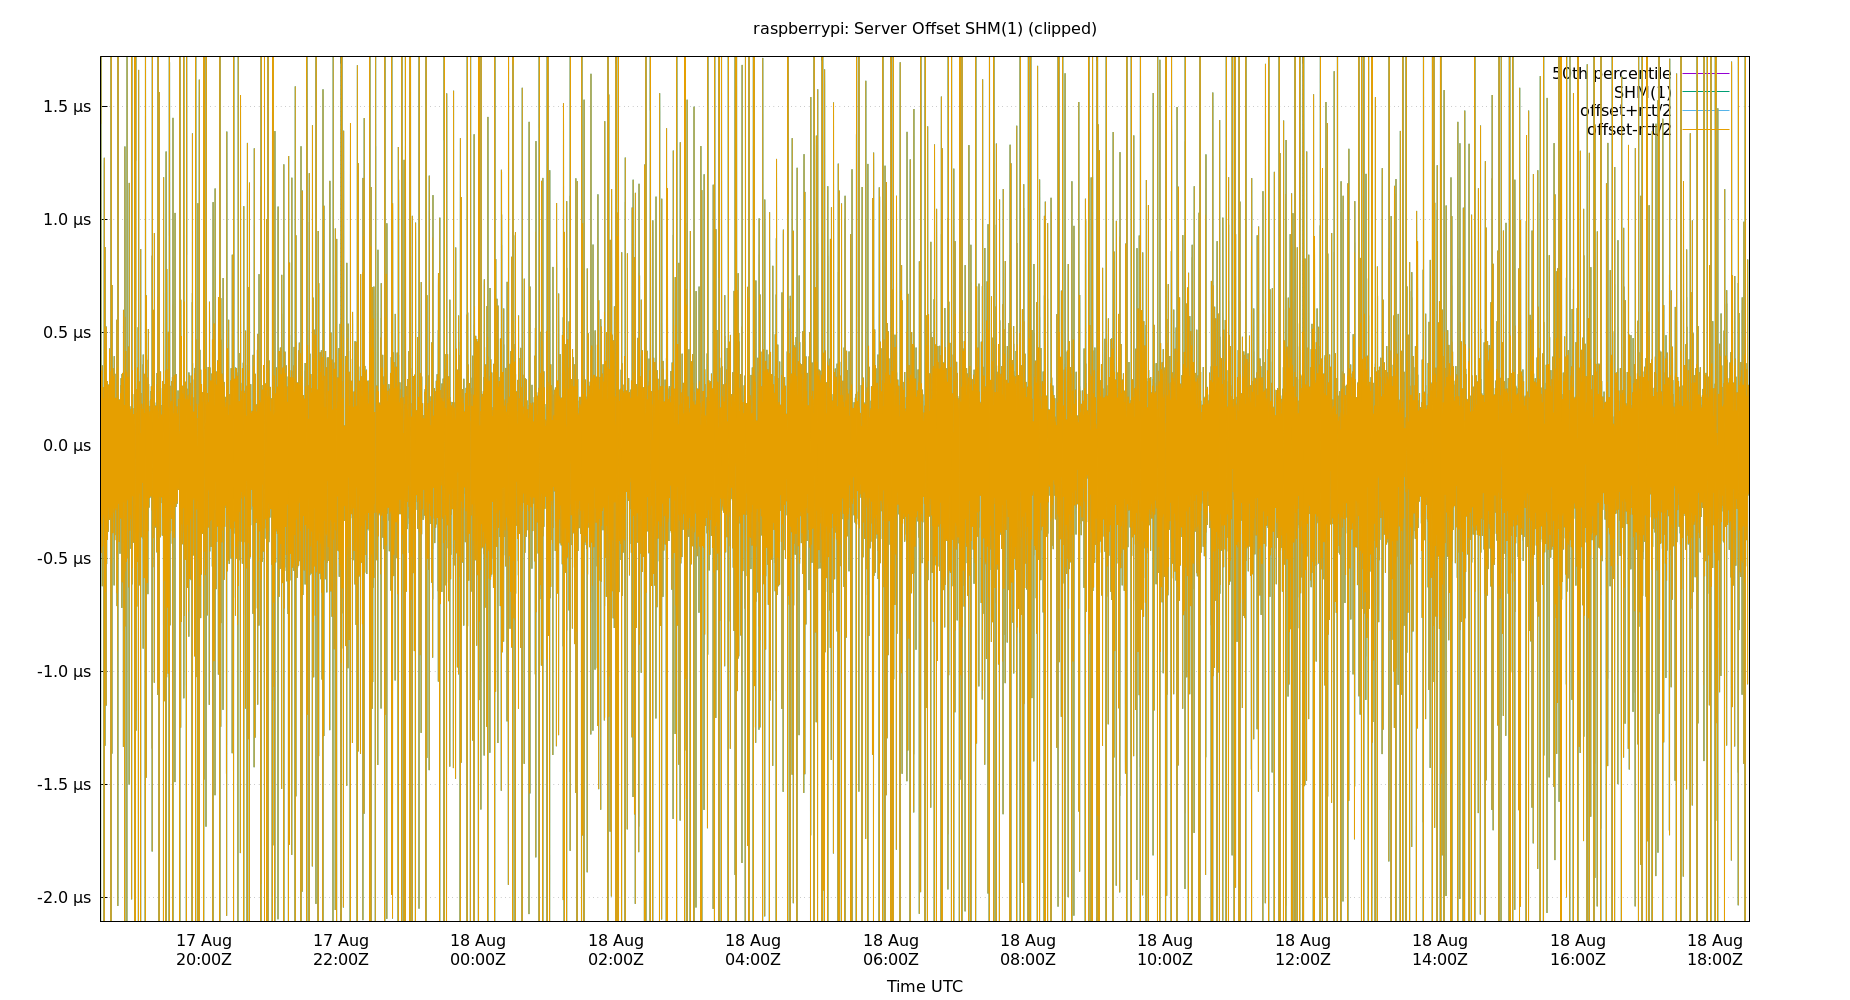 raspberrypi: Server Offset SHM(1) (clipped)
50th percentile
SHM(1)
offset+rtt/2
offset-rtt/2
1.5 µs
1.0 µs
0.5 µs
0.0 µs
-0.5 µs
-1.0 µs
-1.5 µs
-2.0 µs
17 Aug 17 Aug 18 Aug 18 Aug 18 Aug 18 Aug 18 Aug 18 Aug 18 Aug 18 Aug 18 Aug 18 Aug
20:00Z 22:00Z 00:00Z 02:00Z 04:00Z 06:00Z 08:00Z 10:00Z 12:00Z 14:00Z 16:00Z 18:00Z
Time UTC